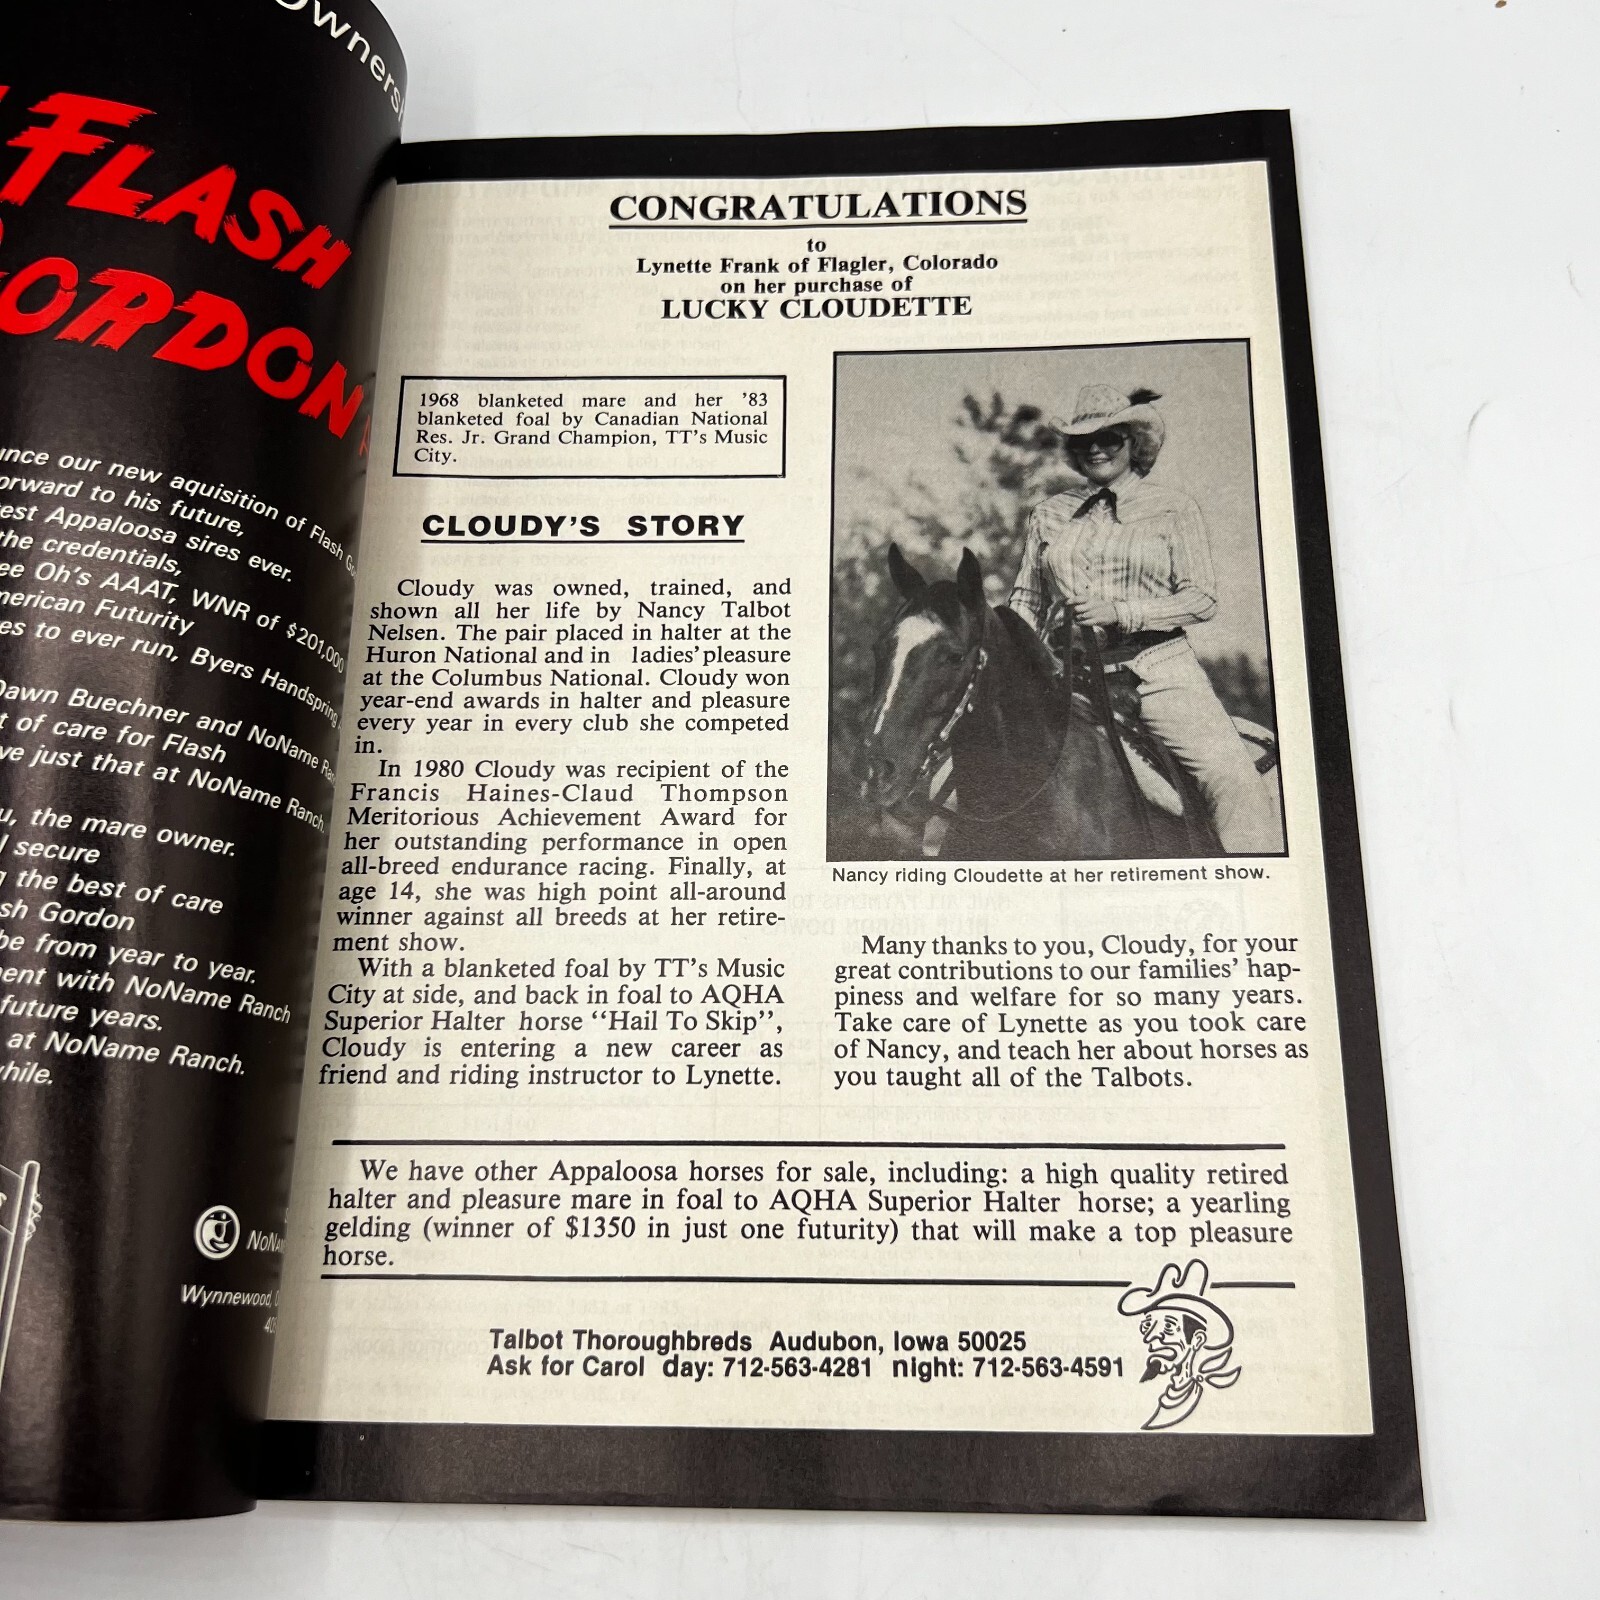 FLASH
GORDON
unce our new aquisition of Flash
orward to his future,
est Appaloosa sires ever.
the credentials,
ee Oh's AAAT, WNR of $201,000
merican Futurity
es to ever run, Byers Handspring
Dawn Buechner and NoName
t of care for Flash
ve just that at NoName Ranch.
u, the mare owner.
secure
the best of care
sh Gordon
be from year to year.
ent with NoName Ranch
future years.
at NoName Ranch.
hile.
Wynnewood,
CONGRATULATIONS
to
Lynette Frank of Flagler, Colorado
on her purchase of
LUCKY CLOUDETTE
1968 blanketed mare and her '83
blanketed foal by Canadian National
Res. Jr. Grand Champion, TT's Music
City.
CLOUDY'S STORY
Cloudy was owned, trained, and
shown all her life by Nancy Talbot
Nelsen. The pair placed in halter at the
Huron National and in ladies' pleasure
at the Columbus National. Cloudy won
year-end awards in halter and pleasure
every year in every club she competed
in.
In 1980 Cloudy was recipient of the
Francis Haines-Claud Thompson
Meritorious Achievement Award for
her outstanding performance in open
all-breed endurance racing. Finally, at
age 14, she was high point all-around
winner against all breeds at her retire-
ment show.
With a blanketed foal by TT's Music
City at side, and back in foal to AQHA
Superior Halter horse "Hail To Skip",
Cloudy is entering a new career as
friend and riding instructor to Lynette.
Nancy riding Cloudette at her retirement show.
Many thanks to you, Cloudy, for your
great contributions to our families' hap-
piness and welfare for so many years.
Take care of Lynette as you took care
of Nancy, and teach her about horses as
you taught all of the Talbots.
We have other Appaloosa horses for sale, including: a high quality retired
halter and pleasure mare in foal to AQHA Superior Halter horse; a yearling
gelding (winner of $1350 in just one futurity) that will make a top pleasure
horse.
Talbot Thoroughbreds Audubon, Iowa 50025
Ask for Carol day: 712-563-4281 night: 712-563-4591